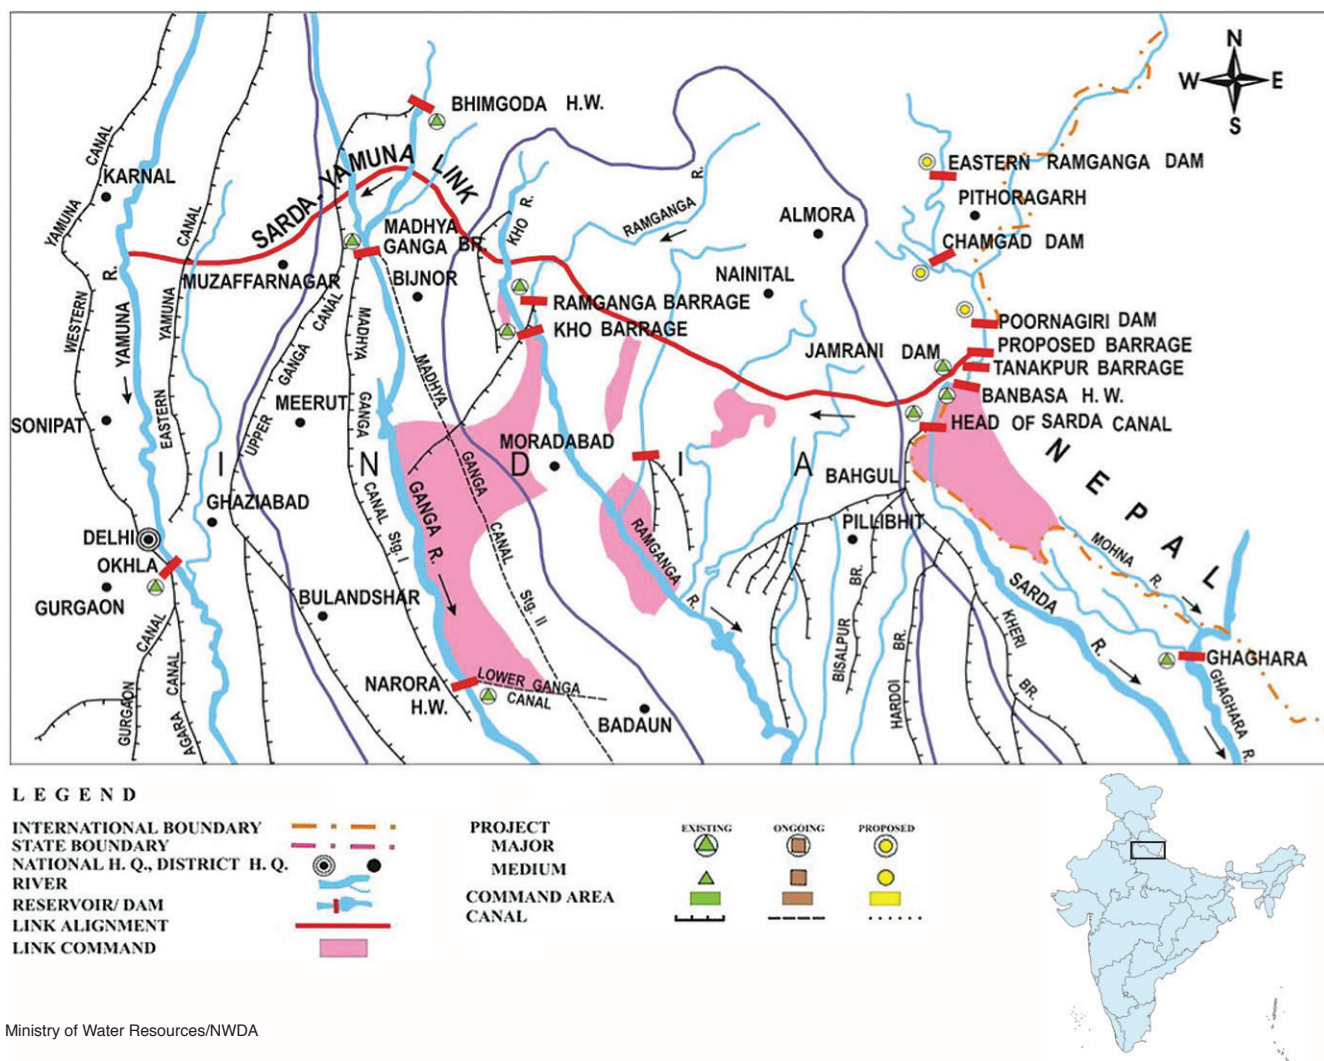 N
W E
S
BHIMGODA H.W.
KARNAL
YAMUNA CANAL
WESTERN
SARDA-YAMUNA LINK
MADHYA
GANGA BR.
KHO R.
RAMGANGA R.
ALMORA
EASTERN RAMGANGA DAM
PITHORAGARH
CHAMGAD DAM
NAINITAL
MUZAFFARNAGAR
BIJNOR
YAMUNA R.
EASTERN YAMUNA CANAL
UPPER GANGA CANAL
MADHYA GANGA CANAL Stg. I
MADHYA GANGA CANAL Stg. II
RAMGANGA BARRAGE
KHO BARRAGE
POORNAGIRI DAM
PROPOSED BARRAGE
JAMRANI DAM
TANAKPUR BARRAGE
BANBASA H.W.
HEAD OF SARDA CANAL
MEERUT
SONIPAT
MORADABAD
I N D I A
NEPAL
BAHGUL
PILLIBHIT
GHAZIABAD
DELHI
OKHLA
GURGAON
GANGA R.
RAMGANGA R.
MOHNA R.
SARDA R.
BULANDSHAR
BISALPUR BR.
HARDOI BR.
KHERI BR.
GHAGHARA
GHAGHARA R.
GURGAON CANAL
AGARA CANAL
NARORA
H.W.
LOWER GANGA
CANAL
BADAUN
LEGEND
INTERNATIONAL BOUNDARY
STATE BOUNDARY
NATIONAL H. Q., DISTRICT H. Q.
RIVER
RESERVOIR/ DAM
LINK ALIGNMENT
LINK COMMAND
PROJECT EXISTING ONGOING PROPOSED
MAJOR
MEDIUM
COMMAND AREA
CANAL
Ministry of Water Resources/NWDA